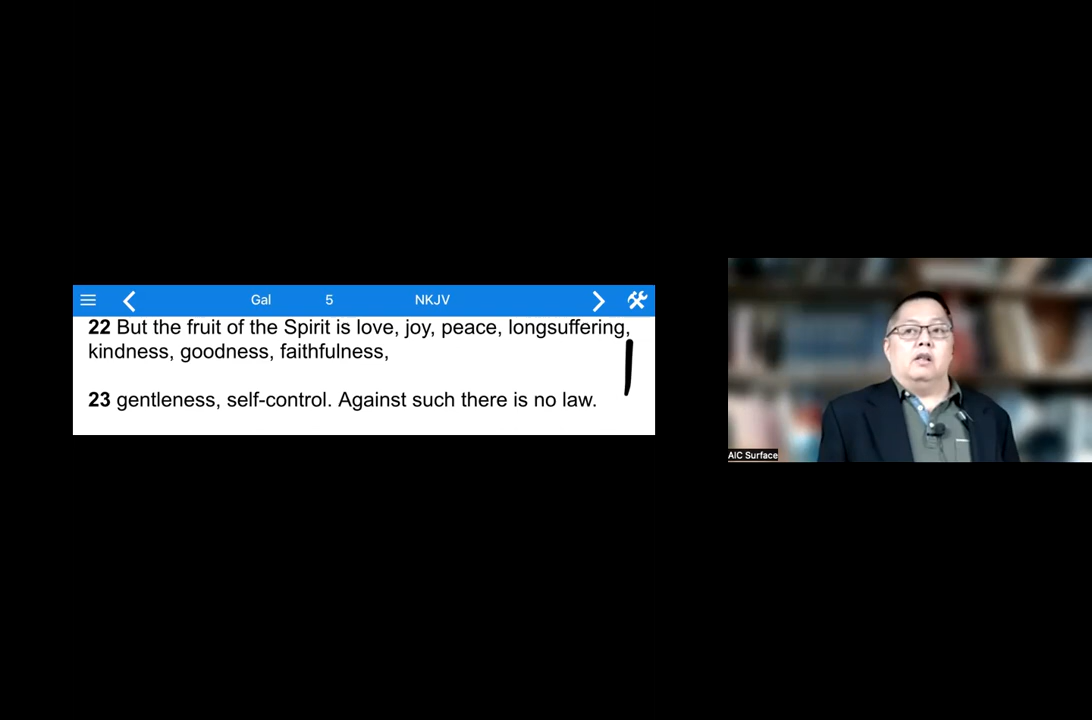 Gal 5 NKJV
22 But the fruit of the Spirit is love, joy, peace, longsuffering,
kindness, goodness, faithfulness,
23 gentleness, self-control. Against such there is no law.
AIC Surface